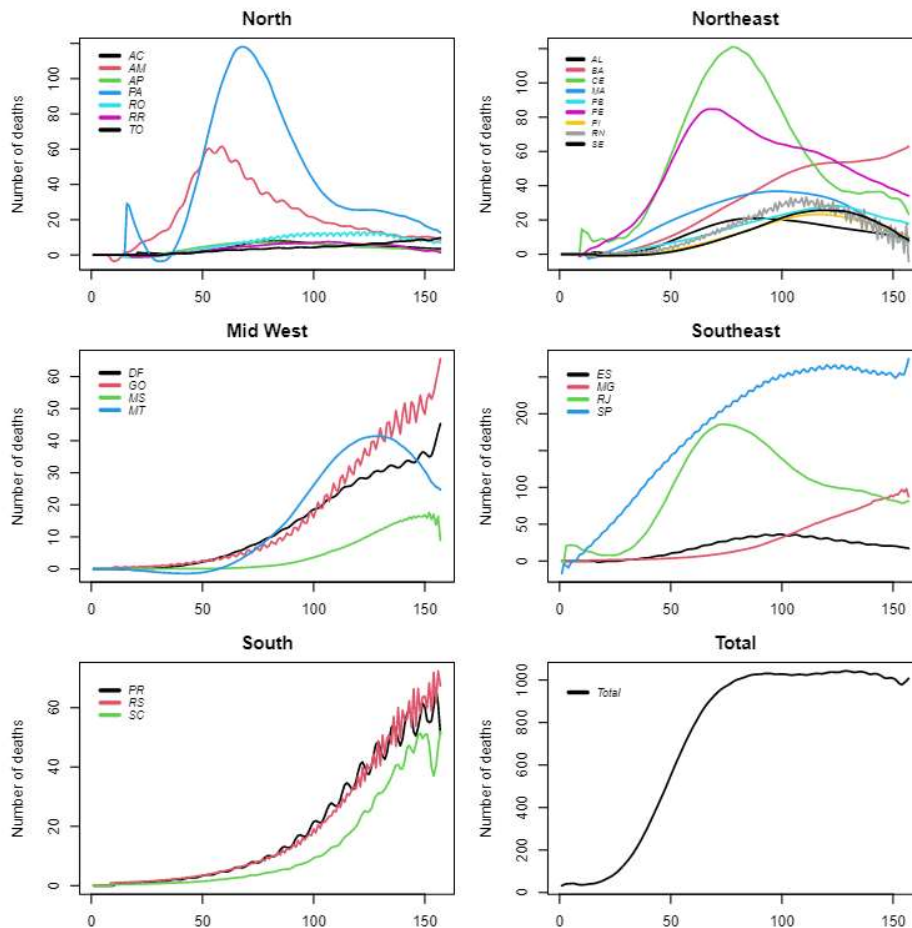 North
Number of deaths
0 20 40 60 80 100
AC
AM
AP
PA
RO
RR
TO
0 50 100 150
Northeast
Number of deaths
0 20 40 60 80 100
AL
BA
CE
MA
PB
PE
PI
RN
SE
0 50 100 150
Mid West
Number of deaths
0 10 20 30 40 50 60
DF
GO
MS
MT
0 50 100 150
Southeast
Number of deaths
0 50 100 200
ES
MG
RJ
SP
0 50 100 150
South
Number of deaths
0 20 40 60
PR
RS
SC
0 50 100 150
Total
Number of deaths
0 200 400 600 800 1000
Total
0 50 100 150